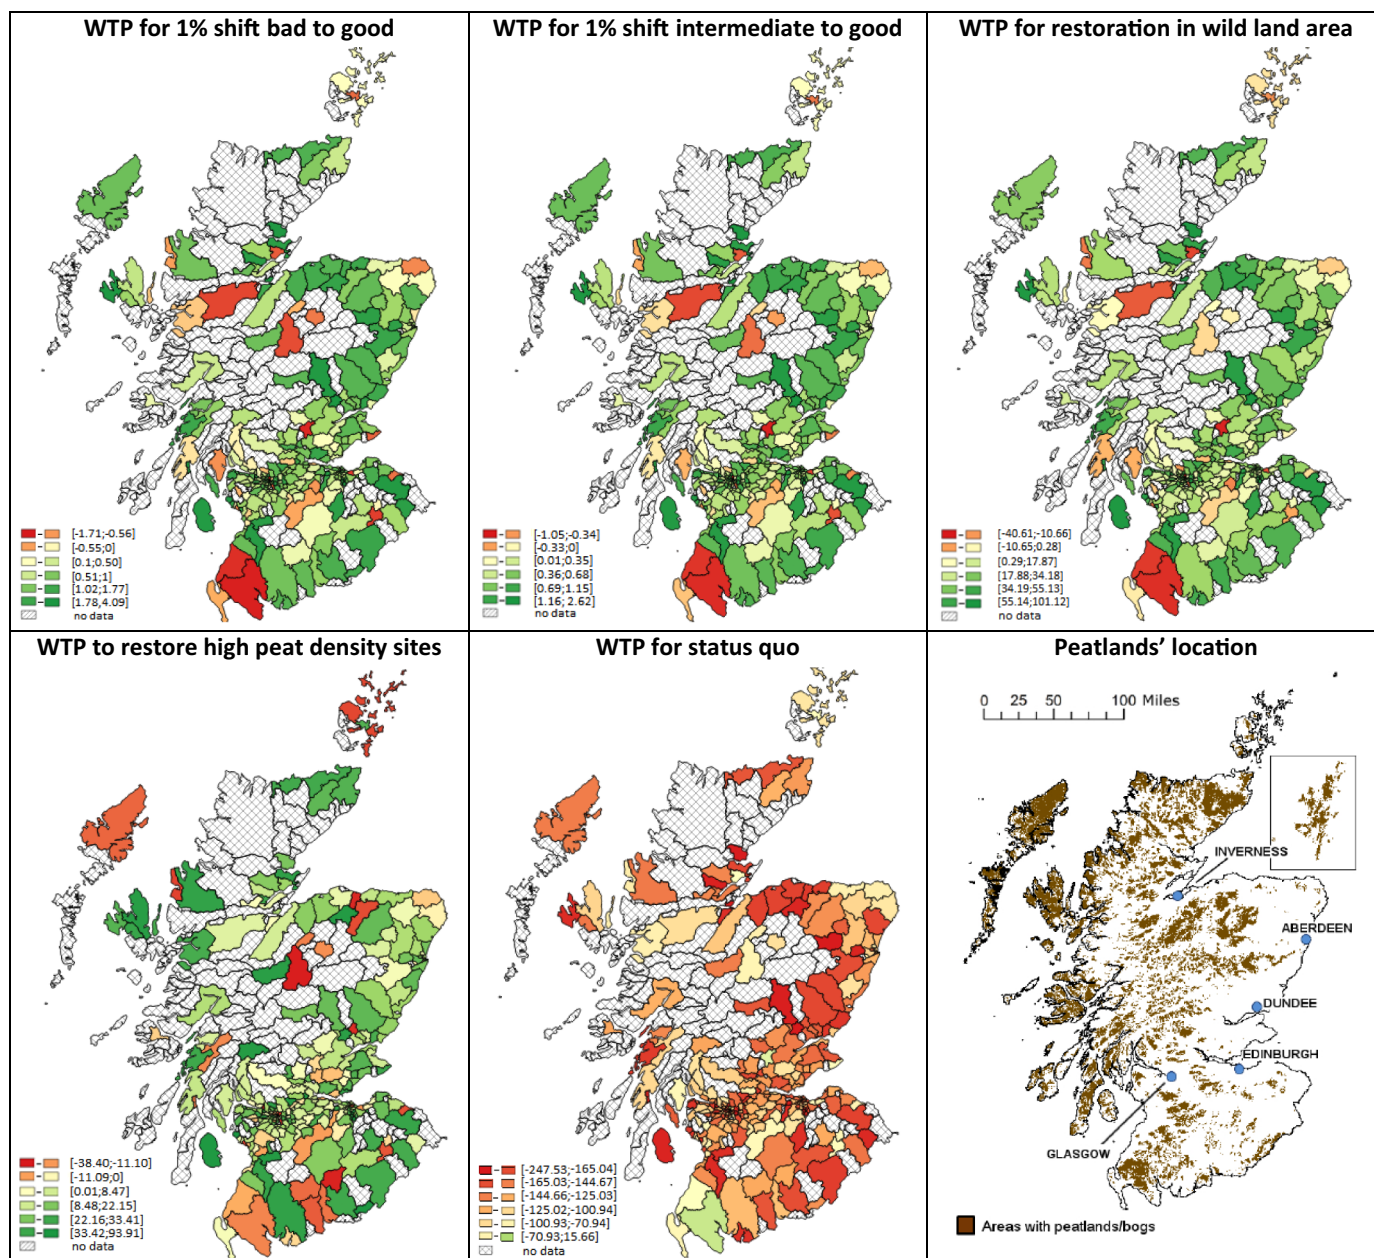 WTP for 1% shift bad to good
WTP for 1% shift intermediate to good
WTP for restoration in wild land area
[-1.71;-0.56]
[-0.55;0]
[0.1;0.50]
[0.51;1]
[1.02;1.77]
[1.78,4.09]
no data
[-1.05;-0.34]
[-0.33;0]
[0.01;0.35]
[0.36;0.68]
[0.69;1.15]
[1.16; 2.62]
no data
[-40.61;-10.66]
[-10.65;0.28]
[0.29;17.87]
[17.88;34.18]
[34.19;55.13]
[55.14;101.12]
no data
WTP to restore high peat density sites
WTP for status quo
Peatlands’ location
[-38.40;-11.10]
[-11.09;0]
[0.01;8.47]
[8.48;22.15]
[22.16;33.41]
[33.42;93.91]
no data
[-247.53;-165.04]
[-165.03;-144.67]
[-144.66;-125.03]
[-125.02;-100.94]
[-100.93;-70.94]
[-70.93;15.66]
no data
0 25 50 100 Miles
INVERNESS
ABERDEEN
DUNDEE
EDINBURGH
GLASGOW
Areas with peatlands/bogs